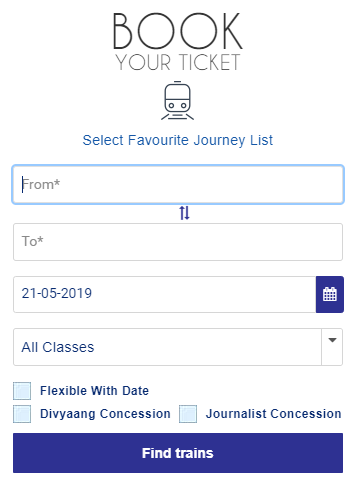 BOOK
YOUR TICKET
Select Favourite Journey List
From*
To*
21-05-2019
All Classes
Flexible With Date
Divyaang Concession Journalist Concession
Find trains